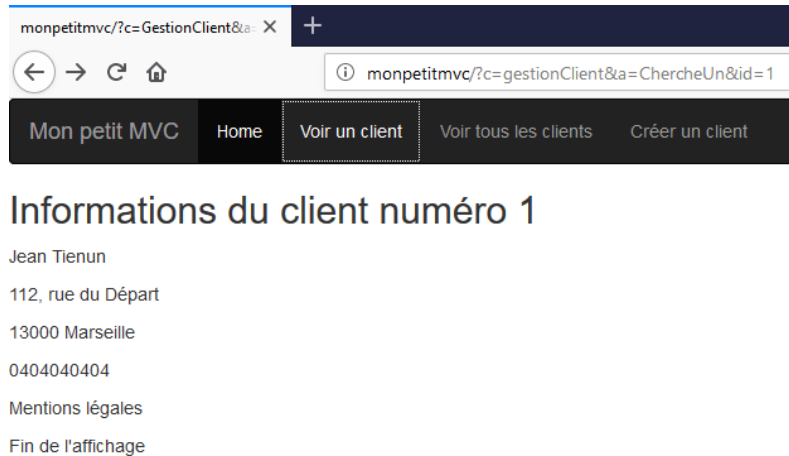 monpetitmvc/?c=GestionClient&a=
monpetitmvc/?c=gestionClient&a=ChercheUn&id=1
Mon petit MVC Home Voir un client Voir tous les clients Créer un client
Informations du client numéro 1
Jean Tienun
112, rue du Départ
13000 Marseille
0404040404
Mentions légales
Fin de l'affichage